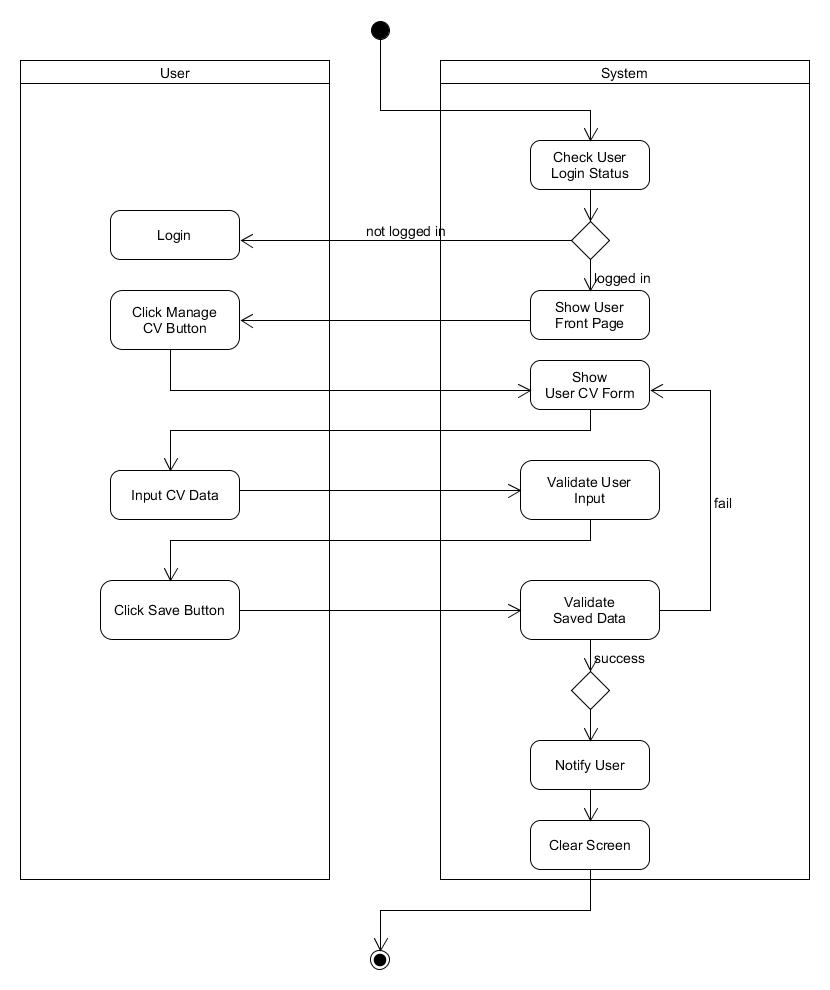 User
System
Check User
Login Status
Login
not logged in
logged in
Click Manage
CV Button
Show User
Front Page
Show
User CV Form
Input CV Data
Validate User
Input
fail
Click Save Button
Validate
Saved Data
success
Notify User
Clear Screen